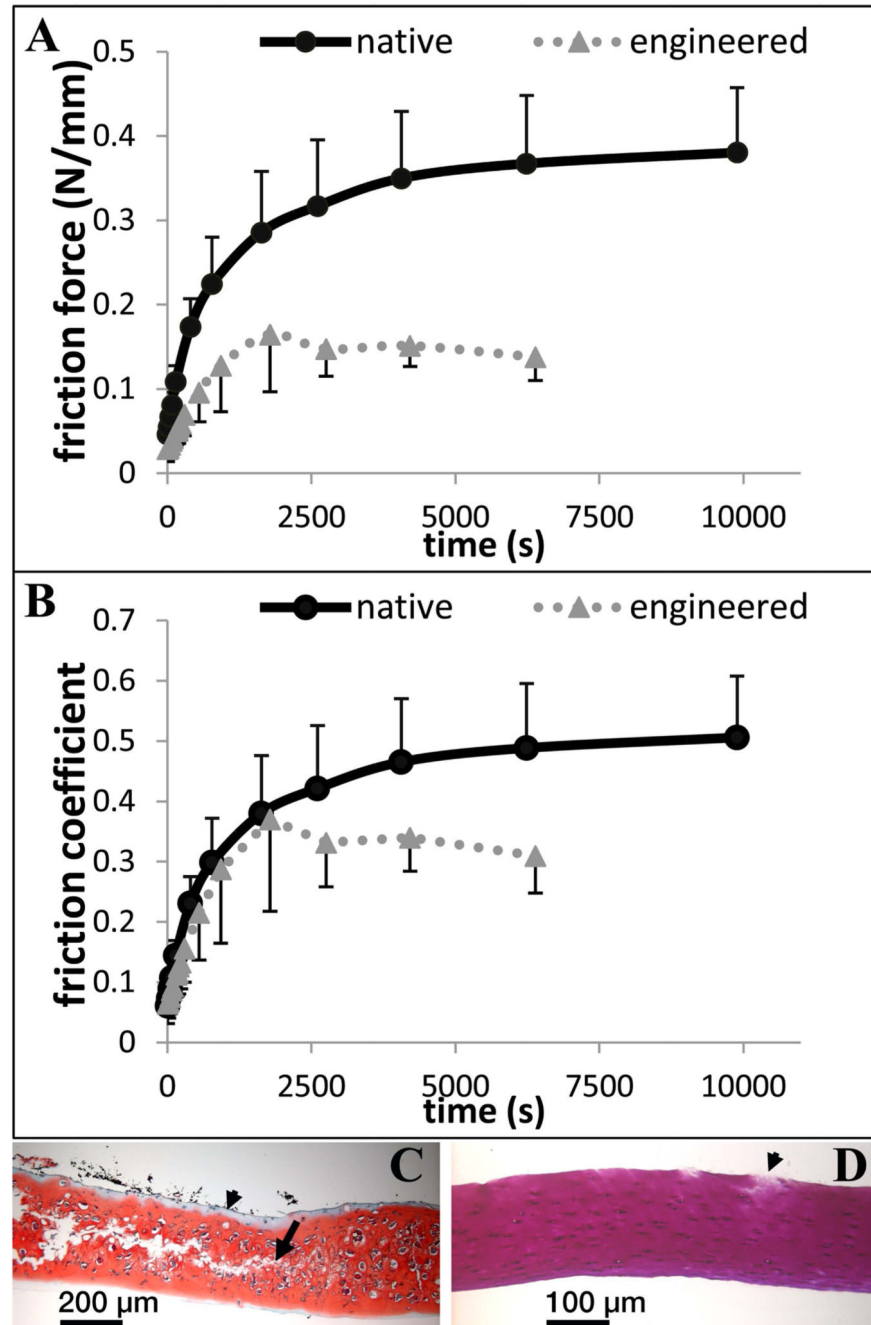 A
native engineered
friction force (N/mm)
0.5
0.4
0.3
0.2
0.1
0
0 2500 5000 7500 10000
time (s)
B
native engineered
friction coefficient
0.7
0.6
0.5
0.4
0.3
0.2
0.1
0
0 2500 5000 7500 10000
time (s)
C
200 µm
D
100 µm